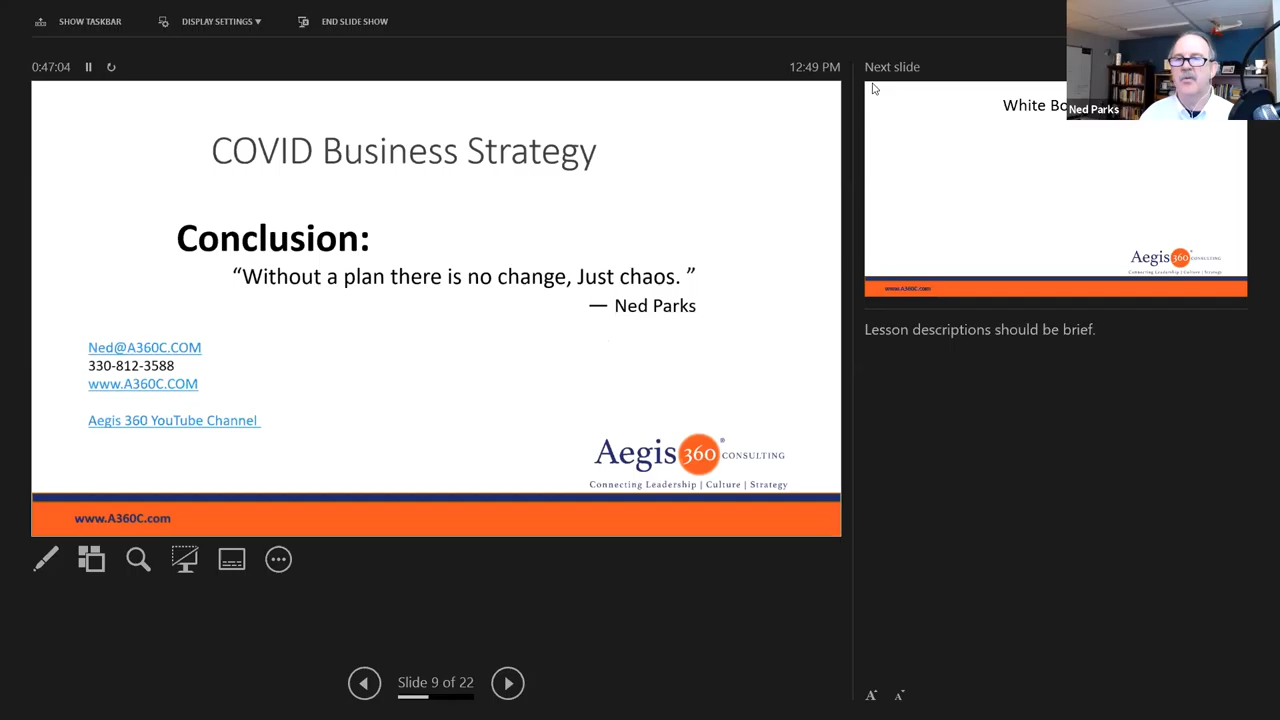 SHOW TASKBAR
DISPLAY SETTINGS
END SLIDE SHOW
0:47:04
12:49 PM
COVID Business Strategy
Conclusion:
“Without a plan there is no change, Just chaos. ”
— Ned Parks
Ned@A360C.COM
330-812-3588
www.A360C.COM
Aegis 360 YouTube Channel
Aegis 360® CONSULTING
Connecting Leadership | Culture | Strategy
www.A360C.com
Slide 9 of 22
Next slide
White
Ned Parks
Aegis 360® CONSULTING
Connecting Leadership | Culture | Strategy
www.A360C.com
Lesson descriptions should be brief.
A A